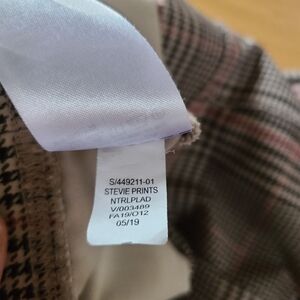 S/449211-01
STEVIE PRINTS
NTRLPLAD
V/003489
FA19/O12
05/19